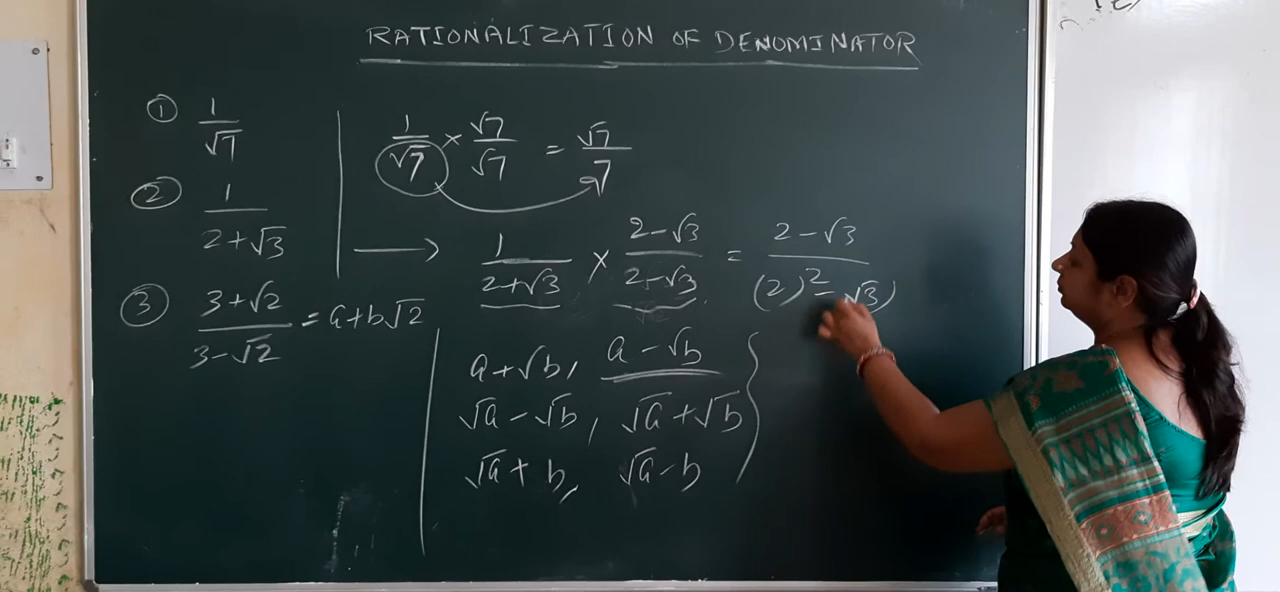 RATIONALIZATION OF DENOMINATOR
① 1/√7
1/√7 × √7/√7 = √7/7
② 1/(2+√3)
⟶ 1/(2+√3) × (2-√3)/(2-√3) = (2-√3)/((2)² - √3)
③ (3+√2)/(3-√2) = a+b√2
a+√b, a-√b
√a-√b, √a+√b
√a+b, √a-b